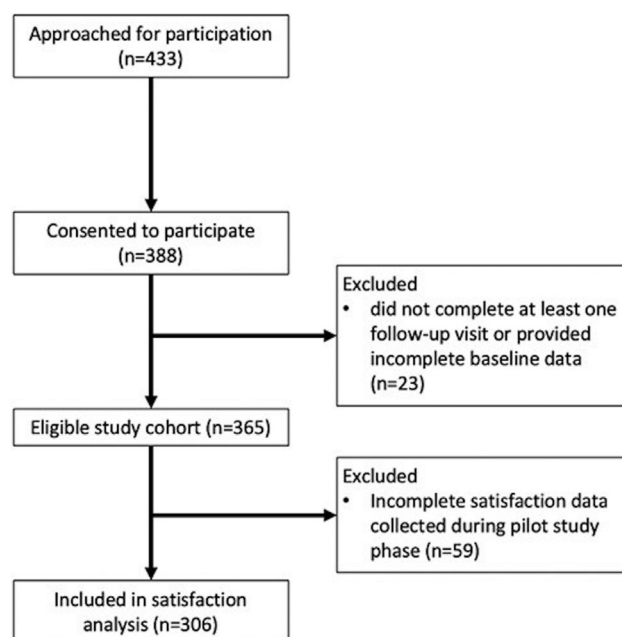 Approached for participation
(n=433)
Consented to participate
(n=388)
Excluded
• did not complete at least one
follow-up visit or provided
incomplete baseline data
(n=23)
Eligible study cohort (n=365)
Excluded
• Incomplete satisfaction data
collected during pilot study
phase (n=59)
Included in satisfaction
analysis (n=306)